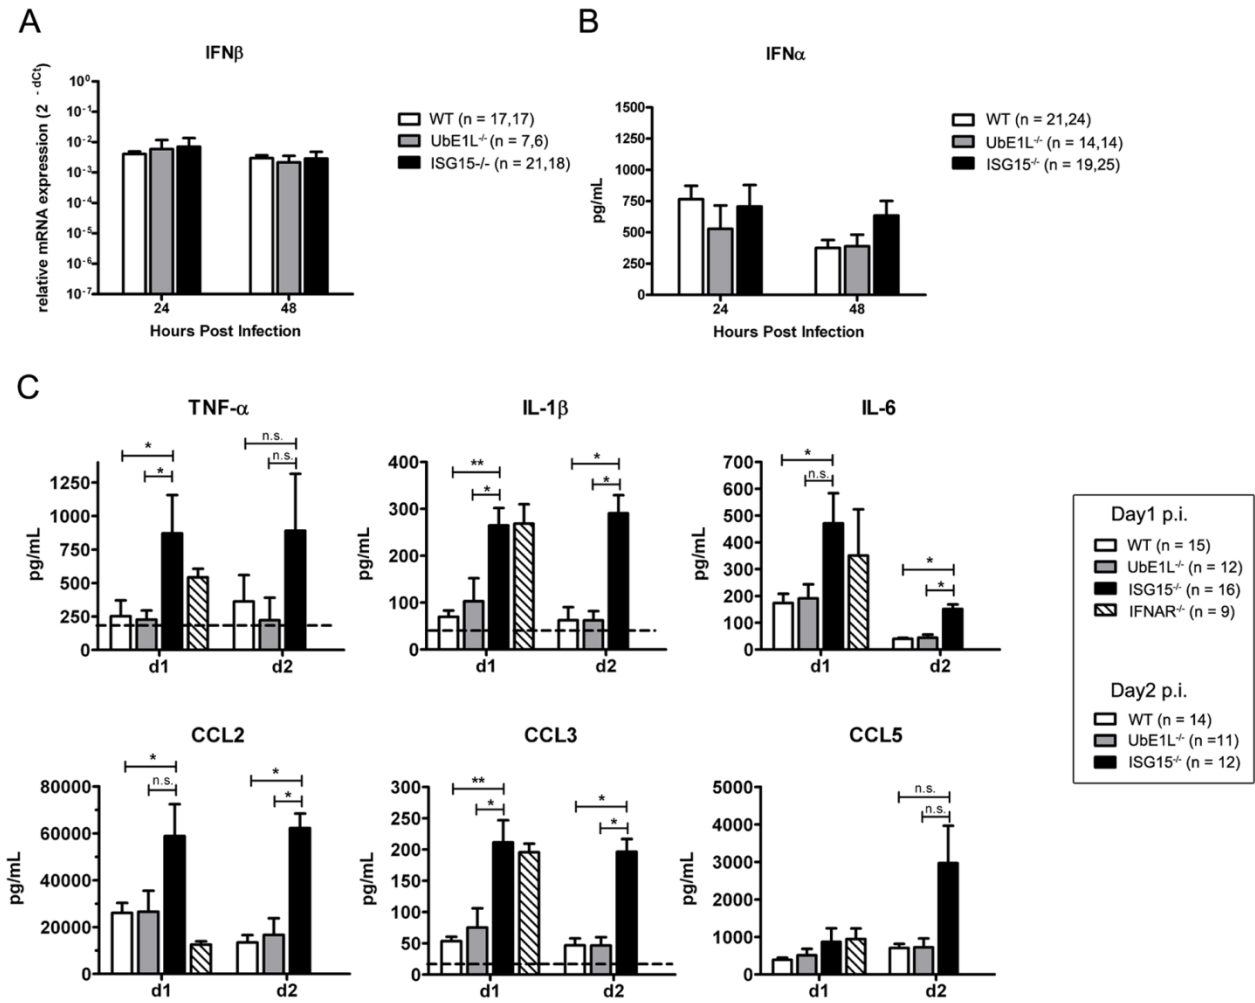 A
IFNβ
relative mRNA expression (2 - dCt)
10⁰
10⁻¹
10⁻²
10⁻³
10⁻⁴
10⁻⁵
10⁻⁶
10⁻⁷
24
48
Hours Post Infection
WT (n = 17,17)
UbE1L⁻/⁻ (n = 7,6)
ISG15-/- (n = 21,18)
B
IFNα
pg/mL
1500
1250
1000
750
500
250
0
24
48
Hours Post Infection
WT (n = 21,24)
UbE1L⁻/⁻ (n = 14,14)
ISG15⁻/⁻ (n = 19,25)
C
TNF-α
pg/mL
1250
1000
750
500
250
0
*
*
n.s.
n.s.
d1
d2
IL-1β
pg/mL
400
300
200
100
0
**
*
*
*
d1
d2
IL-6
pg/mL
700
600
500
400
300
200
100
0
*
n.s.
*
*
d1
d2
Day1 p.i.
WT (n = 15)
UbE1L⁻/⁻ (n = 12)
ISG15⁻/⁻ (n = 16)
IFNAR⁻/⁻ (n = 9)
Day2 p.i.
WT (n = 14)
UbE1L⁻/⁻ (n =11)
ISG15⁻/⁻ (n = 12)
CCL2
pg/mL
80000
60000
40000
20000
0
*
n.s.
*
*
d1
d2
CCL3
pg/mL
300
250
200
150
100
50
0
**
*
*
*
d1
d2
CCL5
pg/mL
5000
4000
3000
2000
1000
0
n.s.
n.s.
d1
d2